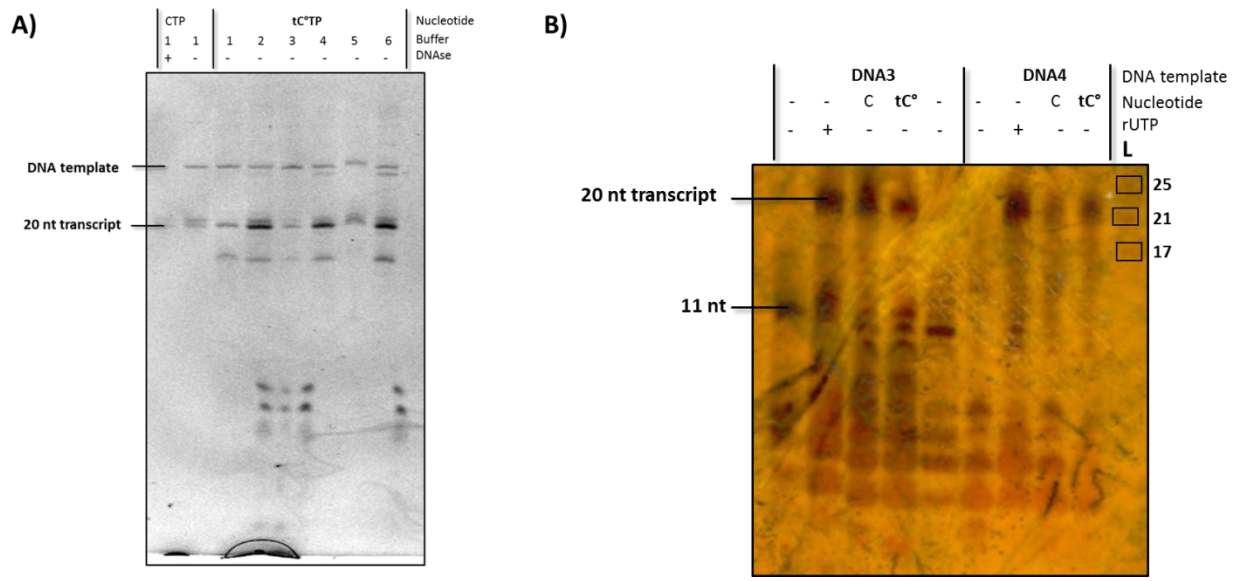 A)
CTP tC°TP Nucleotide
1 1 1 2 3 4 5 6 Buffer
+ - - - - - - - DNAse
DNA template
20 nt transcript
B)
DNA3 DNA4 DNA template
- - C tC° - - - C tC° Nucleotide
- + - - - - + - - rUTP
L
25
20 nt transcript
21
17
11 nt